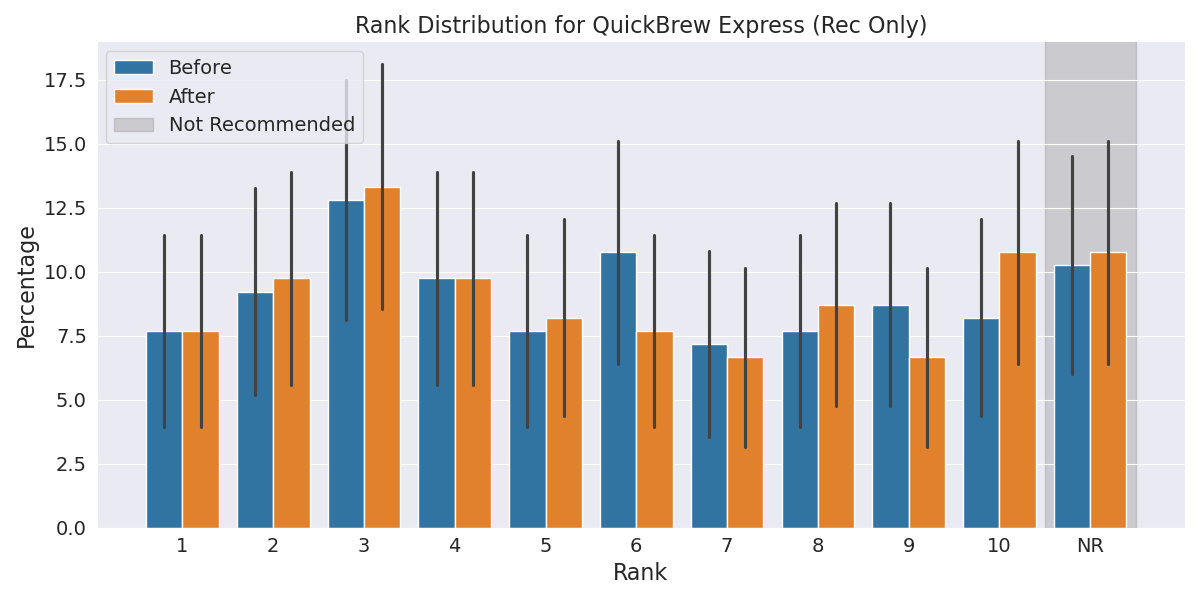 Rank Distribution for QuickBrew Express (Rec Only)
Before
After
Not Recommended
Percentage
17.5
15.0
12.5
10.0
7.5
5.0
2.5
0.0
1 2 3 4 5 6 7 8 9 10 NR
Rank